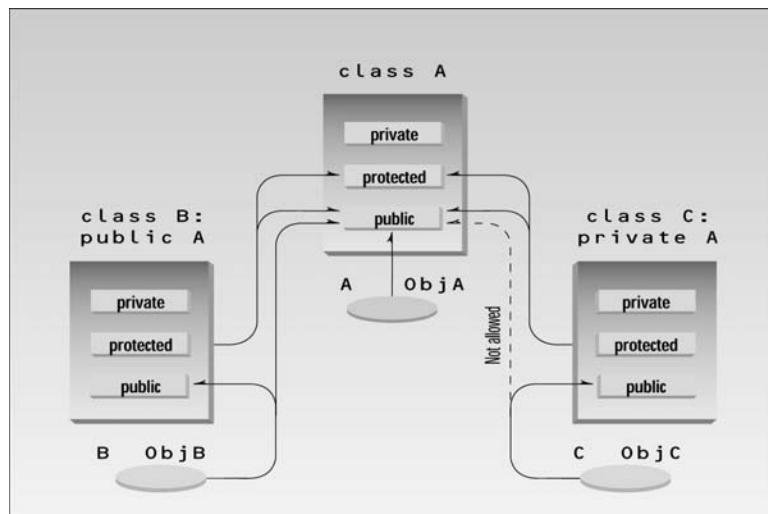 class A
private
protected
public
class B:
public A
private
protected
public
A ObjA
class C:
private A
private
protected
public
Not allowed
B ObjB
C ObjC